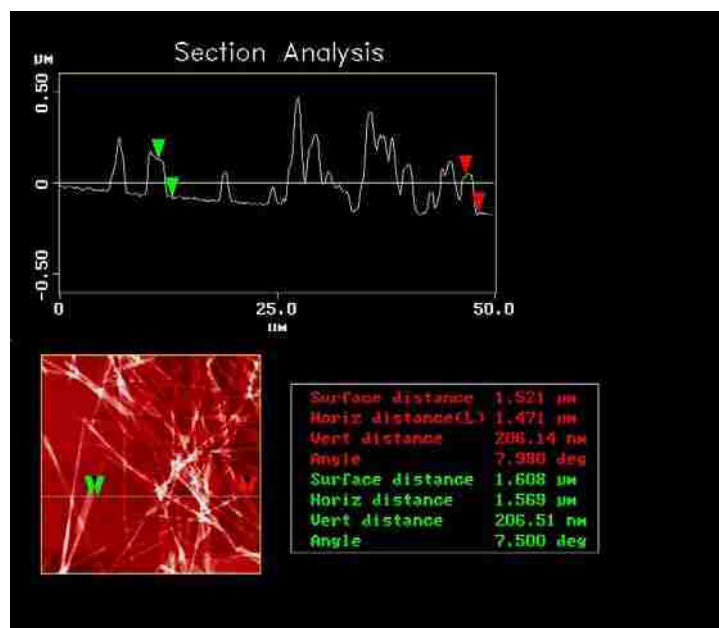 Section Analysis
µM
0.50
0
-0.50
0 25.0 50.0
µM
Surface distance 1.521 µm
Horiz distance(L) 1.471 µm
Vert distance 206.14 nm
Angle 7.980 deg
Surface distance 1.608 µm
Horiz distance 1.569 µm
Vert distance 206.51 nm
Angle 7.500 deg